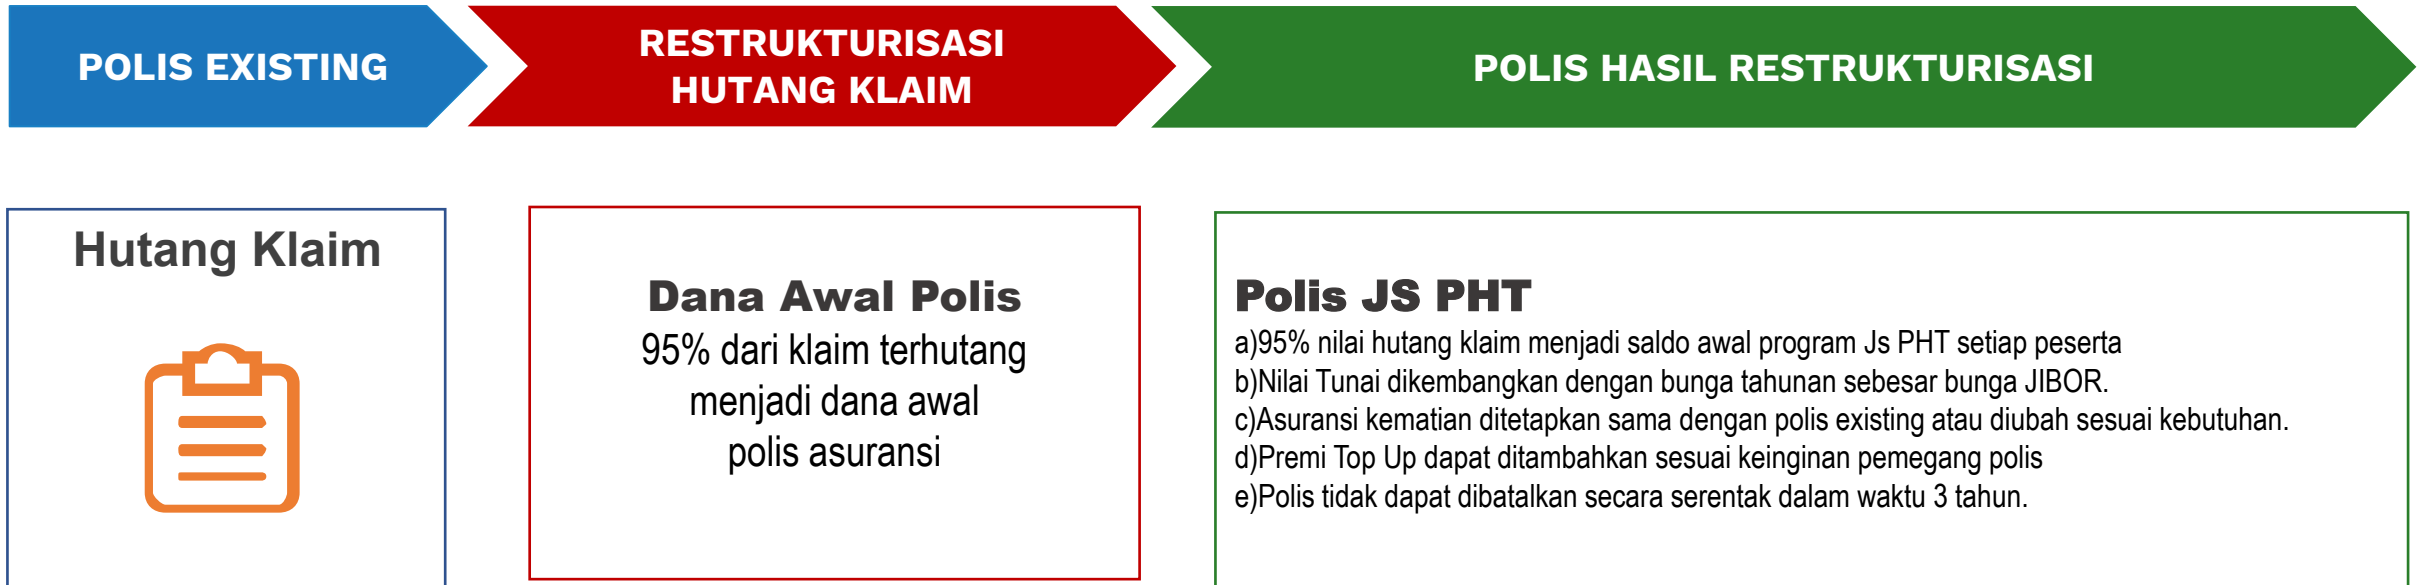 POLIS EXISTING
RESTRUKTURISASI
HUTANG KLAIM
POLIS HASIL RESTRUKTURISASI
Hutang Klaim
Dana Awal Polis
95% dari klaim terhutang
menjadi dana awal
polis asuransi
Polis JS PHT
a)95% nilai hutang klaim menjadi saldo awal program Js PHT setiap peserta
b)Nilai Tunai dikembangkan dengan bunga tahunan sebesar bunga JIBOR.
c)Asuransi kematian ditetapkan sama dengan polis existing atau diubah sesuai kebutuhan.
d)Premi Top Up dapat ditambahkan sesuai keinginan pemegang polis
e)Polis tidak dapat dibatalkan secara serentak dalam waktu 3 tahun.